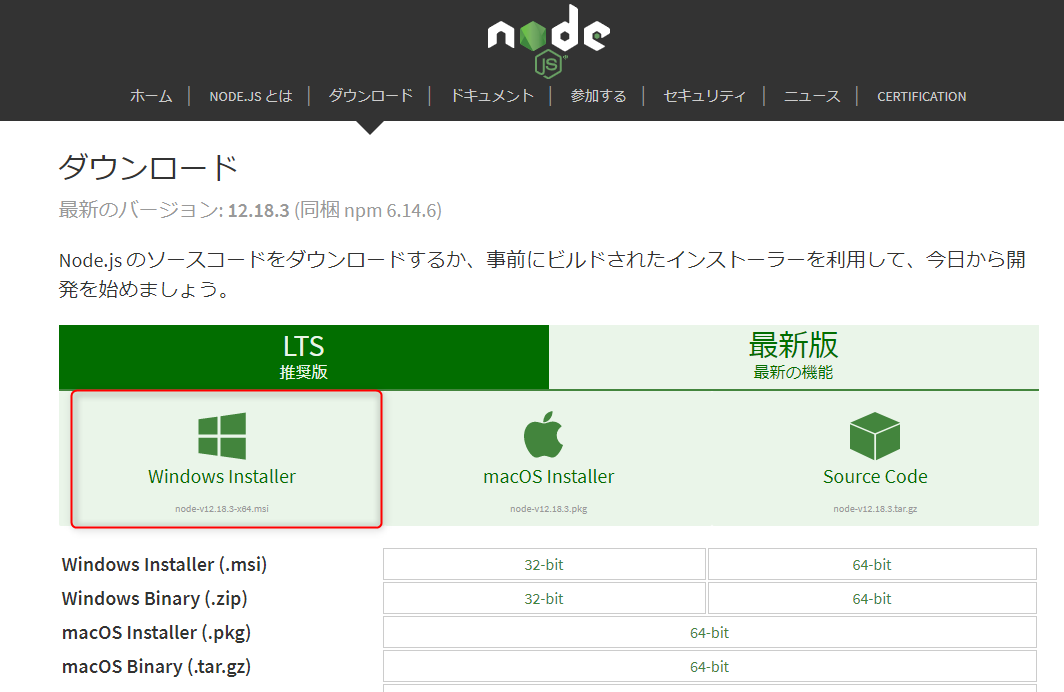 node
JS
ホーム | NODE.JS とは | ダウンロード | ドキュメント | 参加する | セキュリティ | ニュース | CERTIFICATION
ダウンロード
最新のバージョン: 12.18.3 (同梱 npm 6.14.6)
Node.js のソースコードをダウンロードするか、事前にビルドされたインストーラーを利用して、今日から開
発を始めましょう。
LTS
推奨版
最新版
最新の機能
Windows Installer
node-v12.18.3-x64.msi
macOS Installer
node-v12.18.3.pkg
Source Code
node-v12.18.3.tar.gz
Windows Installer (.msi) 32-bit 64-bit
Windows Binary (.zip) 32-bit 64-bit
macOS Installer (.pkg) 64-bit
macOS Binary (.tar.gz) 64-bit